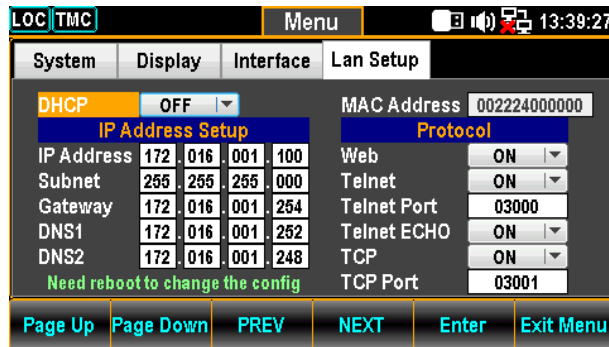 LOC TMC Menu 13:39:27
System Display Interface Lan Setup
DHCP OFF MAC Address 002224000000
IP Address Setup Protocol
IP Address 172 . 016 . 001 . 100 Web ON
Subnet 255 . 255 . 255 . 000 Telnet ON
Gateway 172 . 016 . 001 . 254 Telnet Port 03000
DNS1 172 . 016 . 001 . 252 Telnet ECHO ON
DNS2 172 . 016 . 001 . 248 TCP ON
Need reboot to change the config TCP Port 03001
Page Up Page Down PREV NEXT Enter Exit Menu